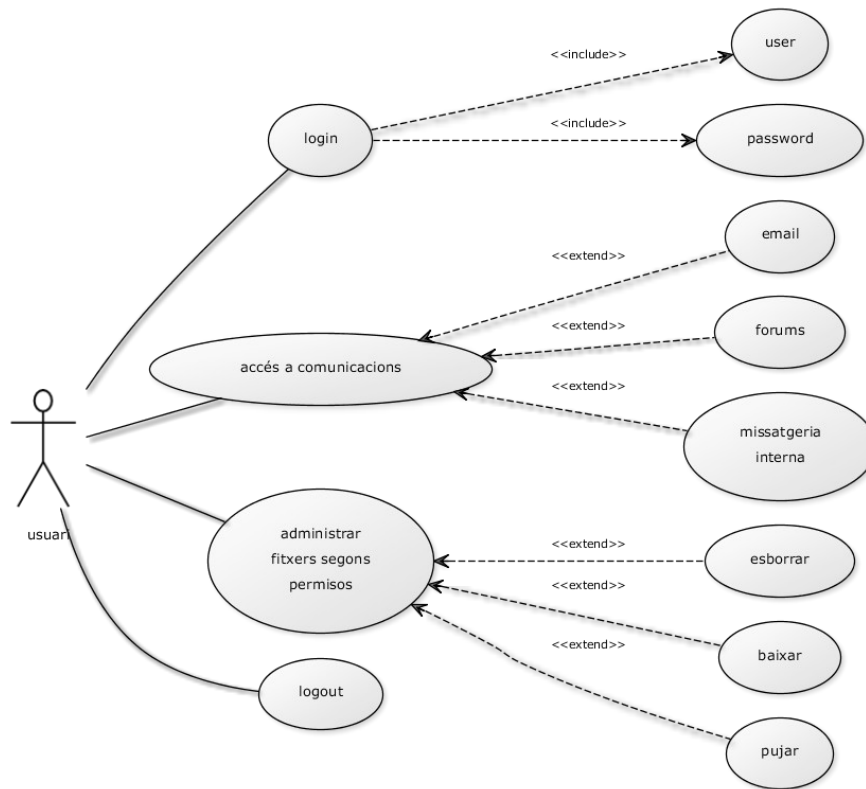 user
<<include>>
login
<<include>>
password
email
<<extend>>
forums
<<extend>>
accés a comunicacions
<<extend>>
missatgeria
interna
usuari
administrar
fitxers segons
permisos
<<extend>>
esborrar
<<extend>>
baixar
<<extend>>
logout
pujar